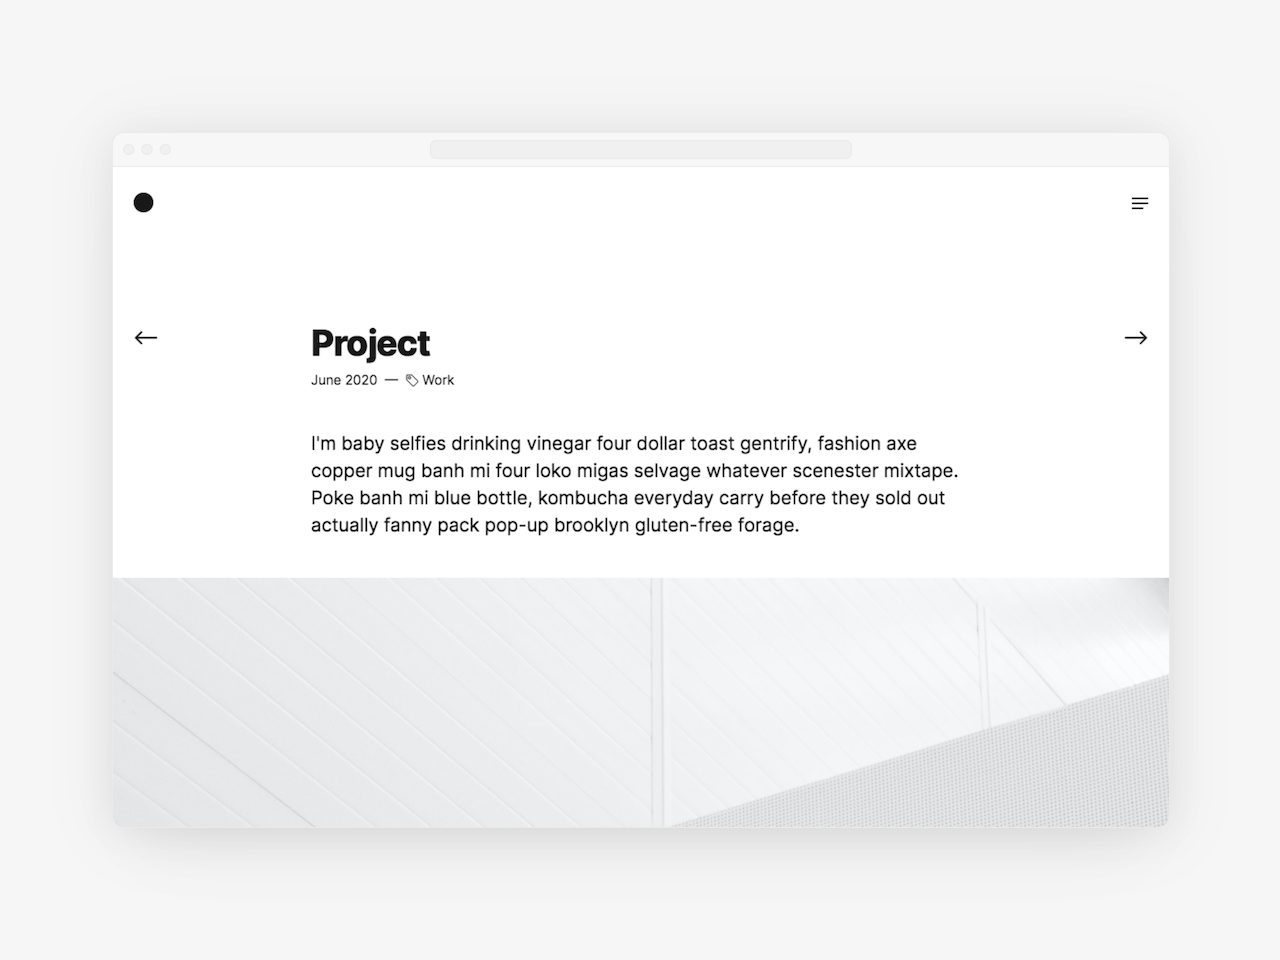 Project
June 2020 — Work
I'm baby selfies drinking vinegar four dollar toast gentrify, fashion axe
copper mug banh mi four loko migas selvage whatever scenester mixtape.
Poke banh mi blue bottle, kombucha everyday carry before they sold out
actually fanny pack pop-up brooklyn gluten-free forage.